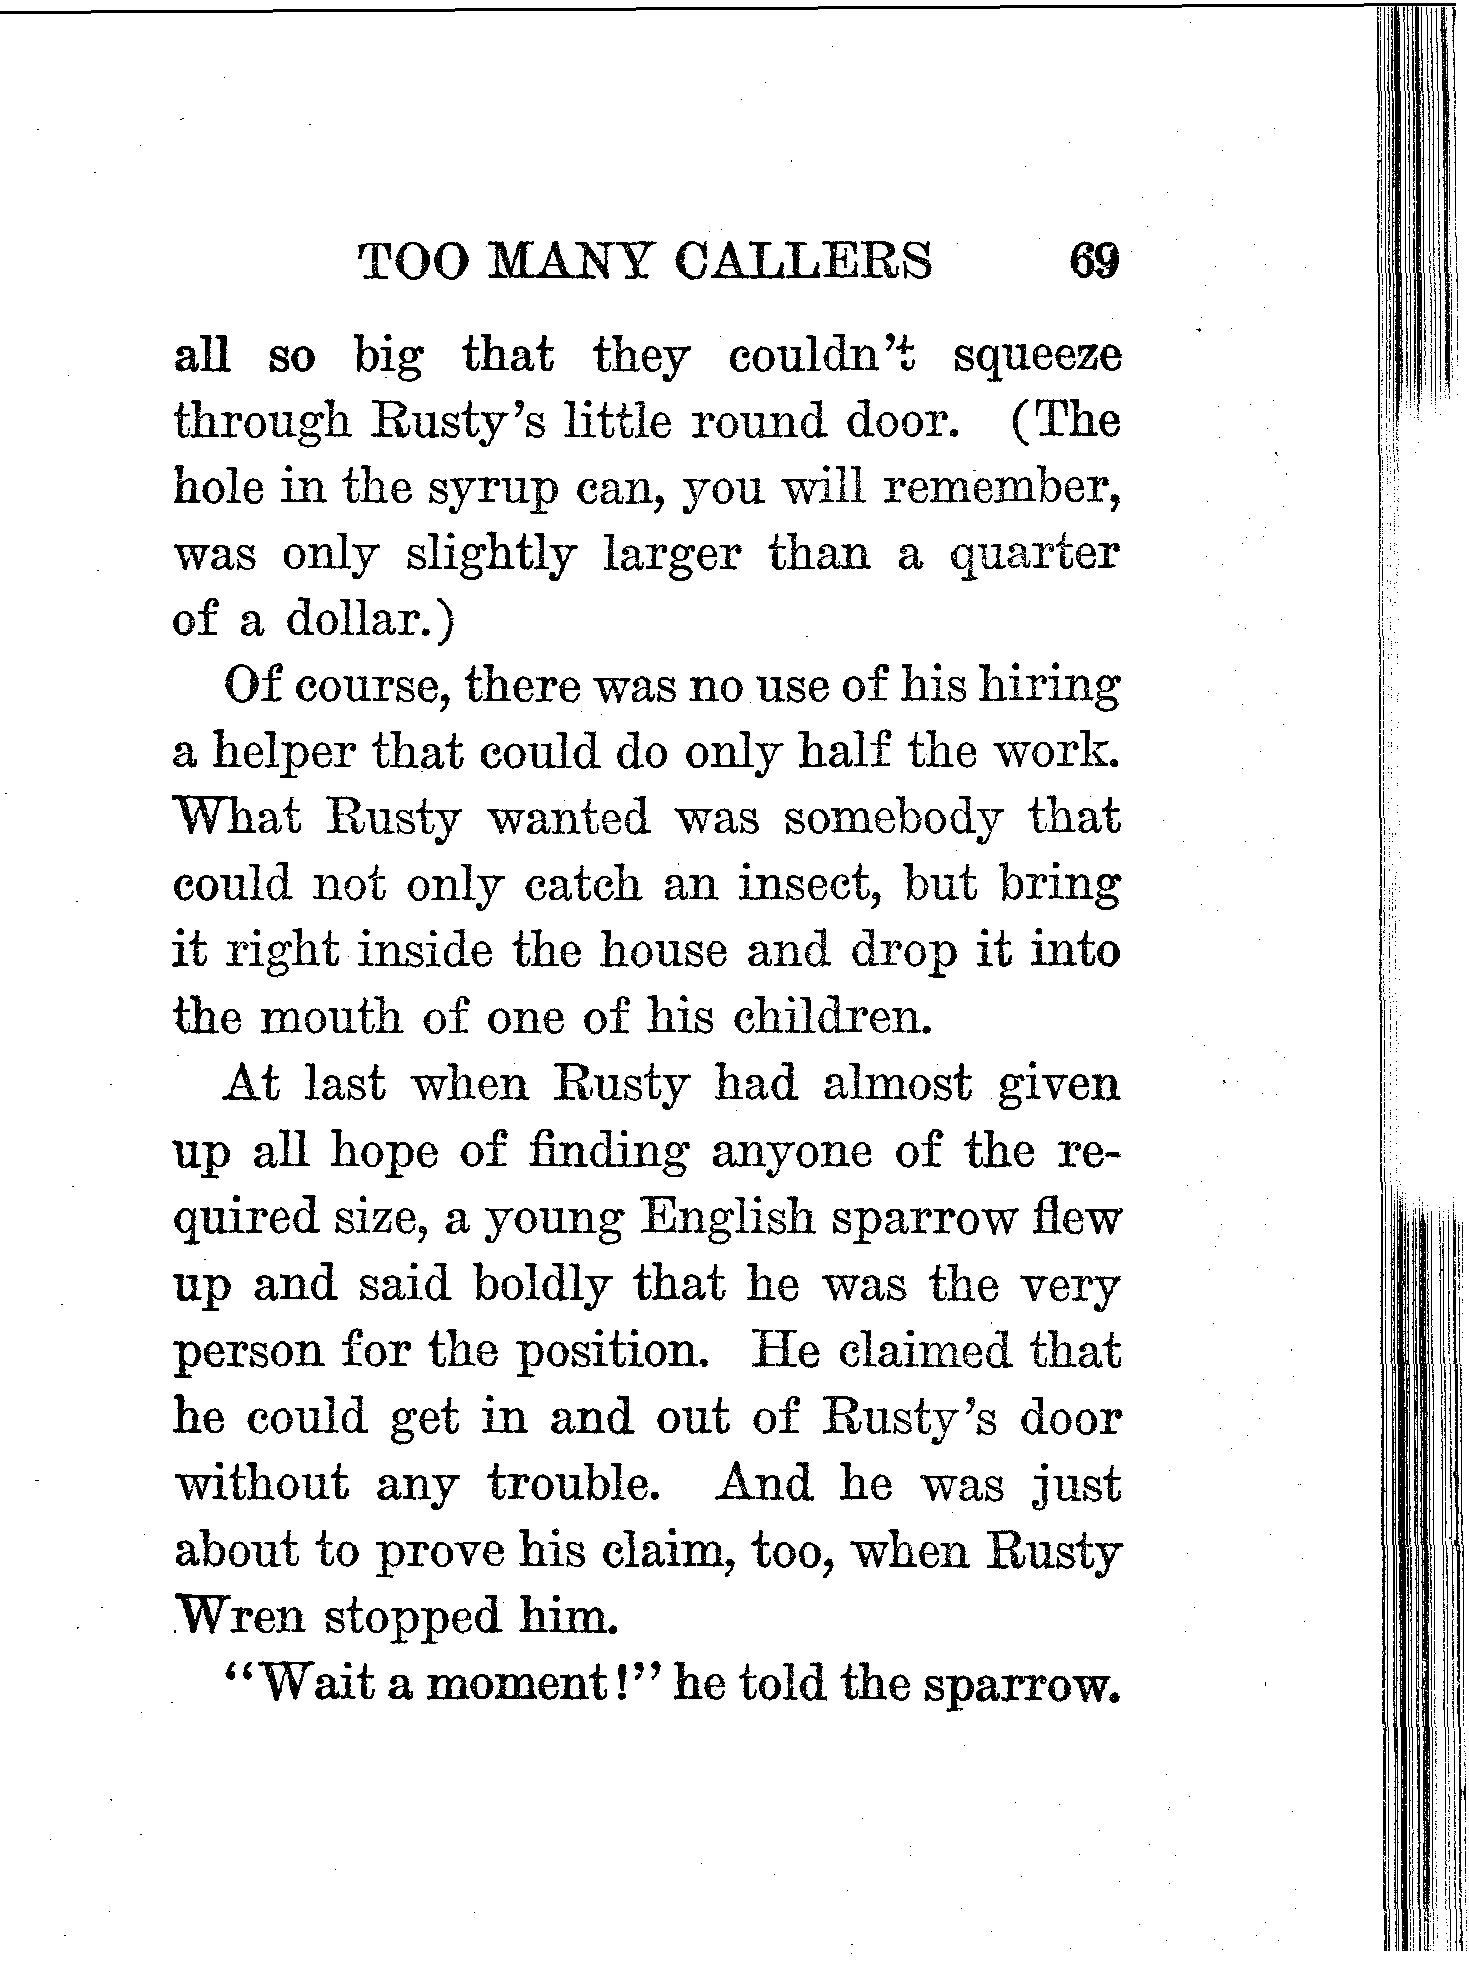 TOO MANY CALLERS 69
all so big that they couldn't squeeze
through Rusty's little round door. (The
hole in the syrup can, you will remember,
was only slightly larger than a quarter
of a dollar.)
Of course, there was no use of his hiring
a helper that could do only half the work.
What Rusty wanted was somebody that
could not only catch an insect, but bring
it right inside the house and drop it into
the mouth of one of his children.
At last when Rusty had almost given
up all hope of finding anyone of the re-
quired size, a young English sparrow flew
up and said boldly that he was the very
person for the position. He claimed that
he could get in and out of Rusty's door
without any trouble. And he was just
about to prove his claim, too, when Rusty
Wren stopped him.
"Wait a moment!" he told the sparrow.